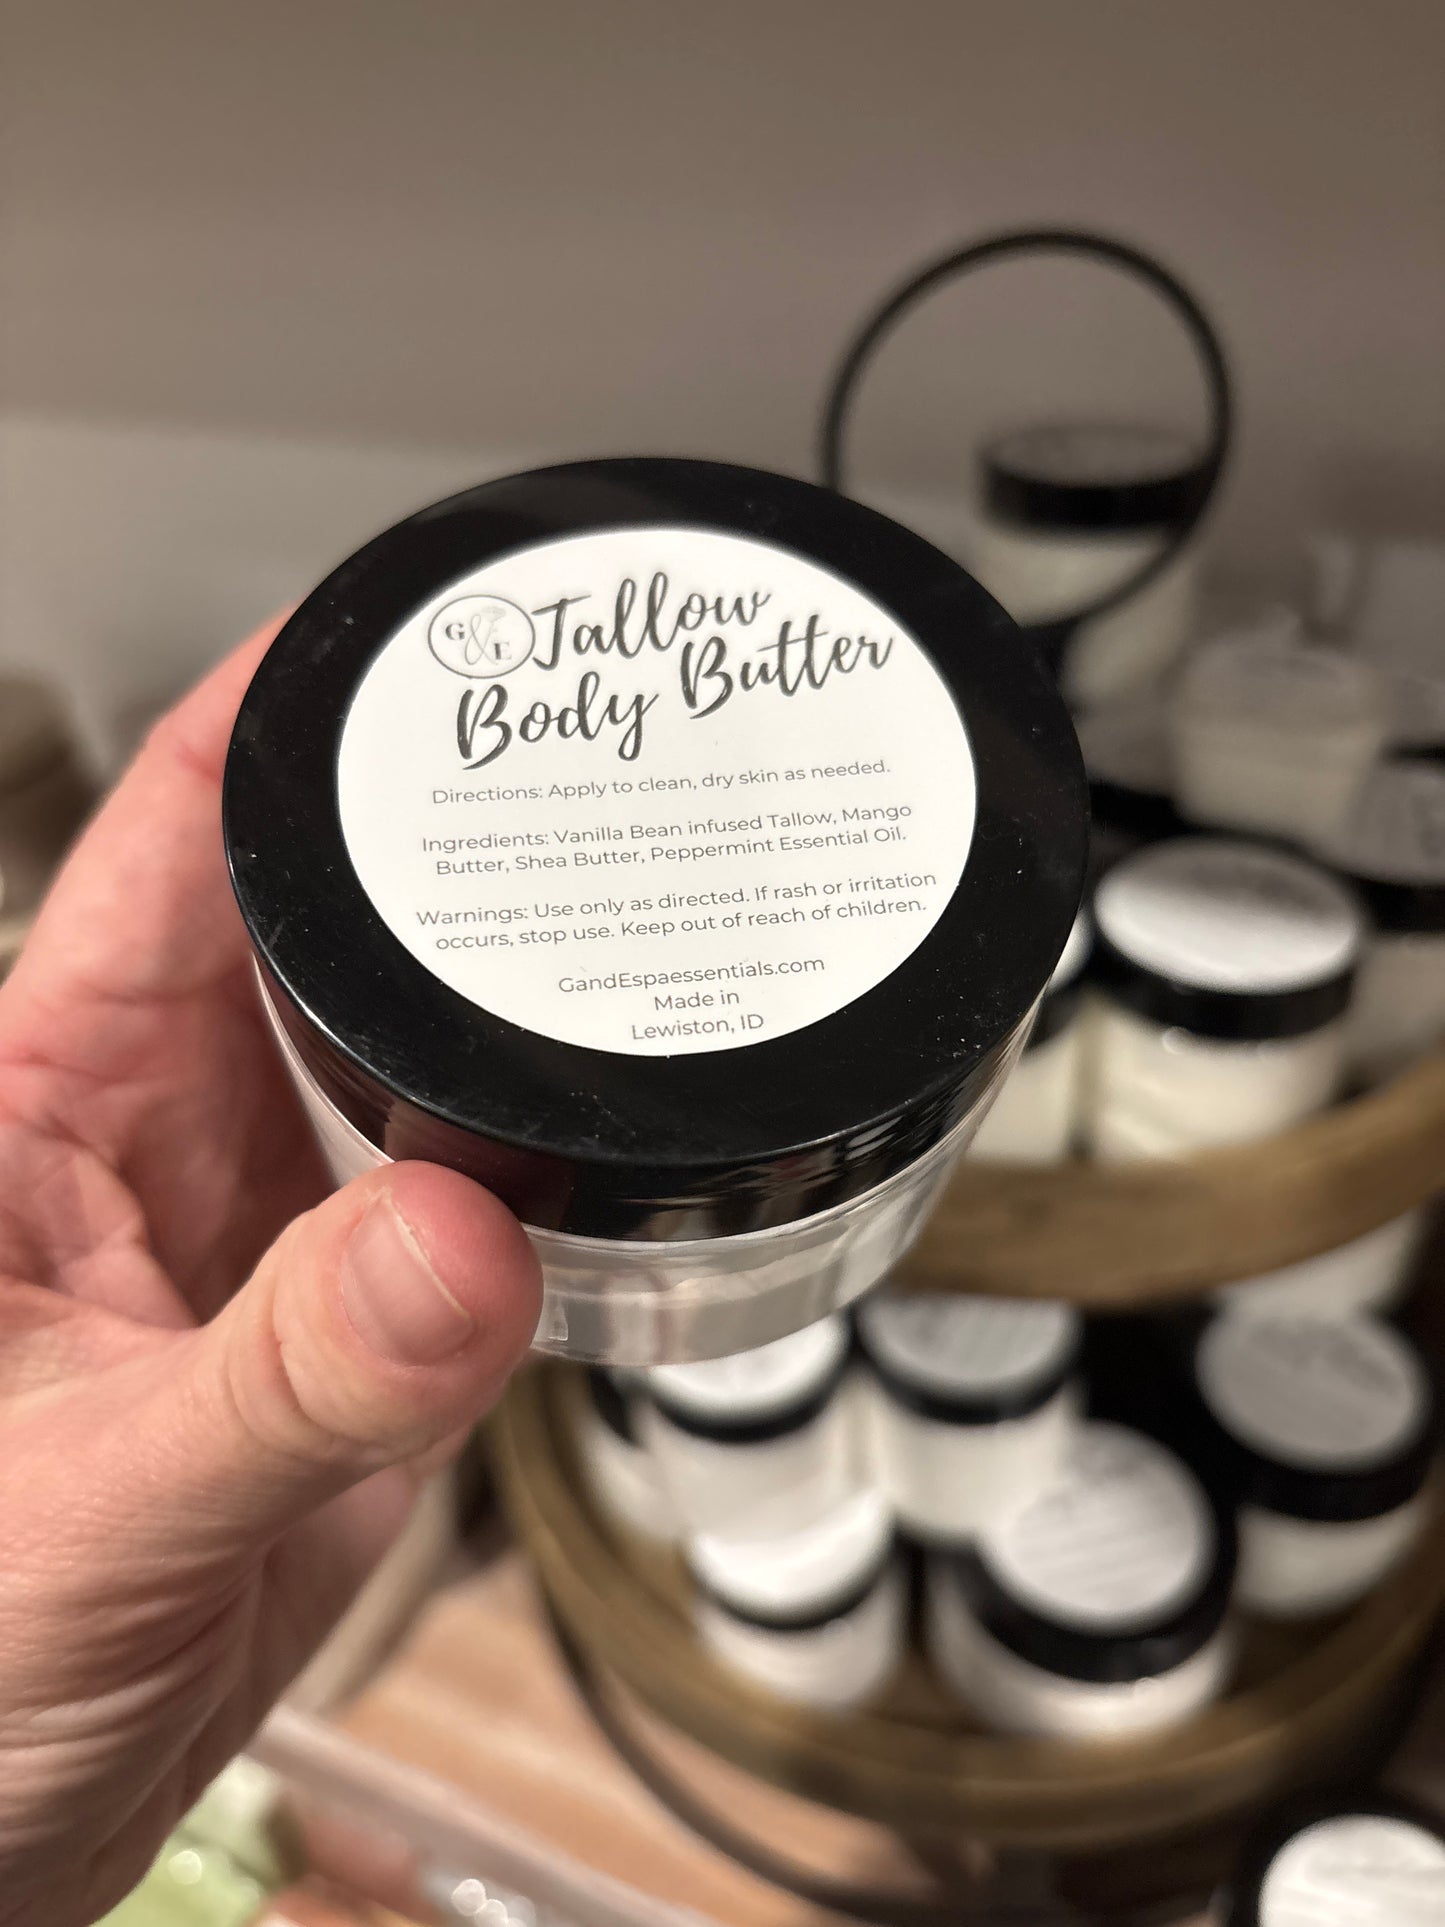 G&E Tallow
Body Butter
Directions: Apply to clean, dry skin as needed.
Ingredients: Vanilla Bean infused Tallow, Mango
Butter, Shea Butter, Peppermint Essential Oil.
Warnings: Use only as directed. If rash or irritation
occurs, stop use. Keep out of reach of children.
GandEspaessentials.com
Made in
Lewiston, ID